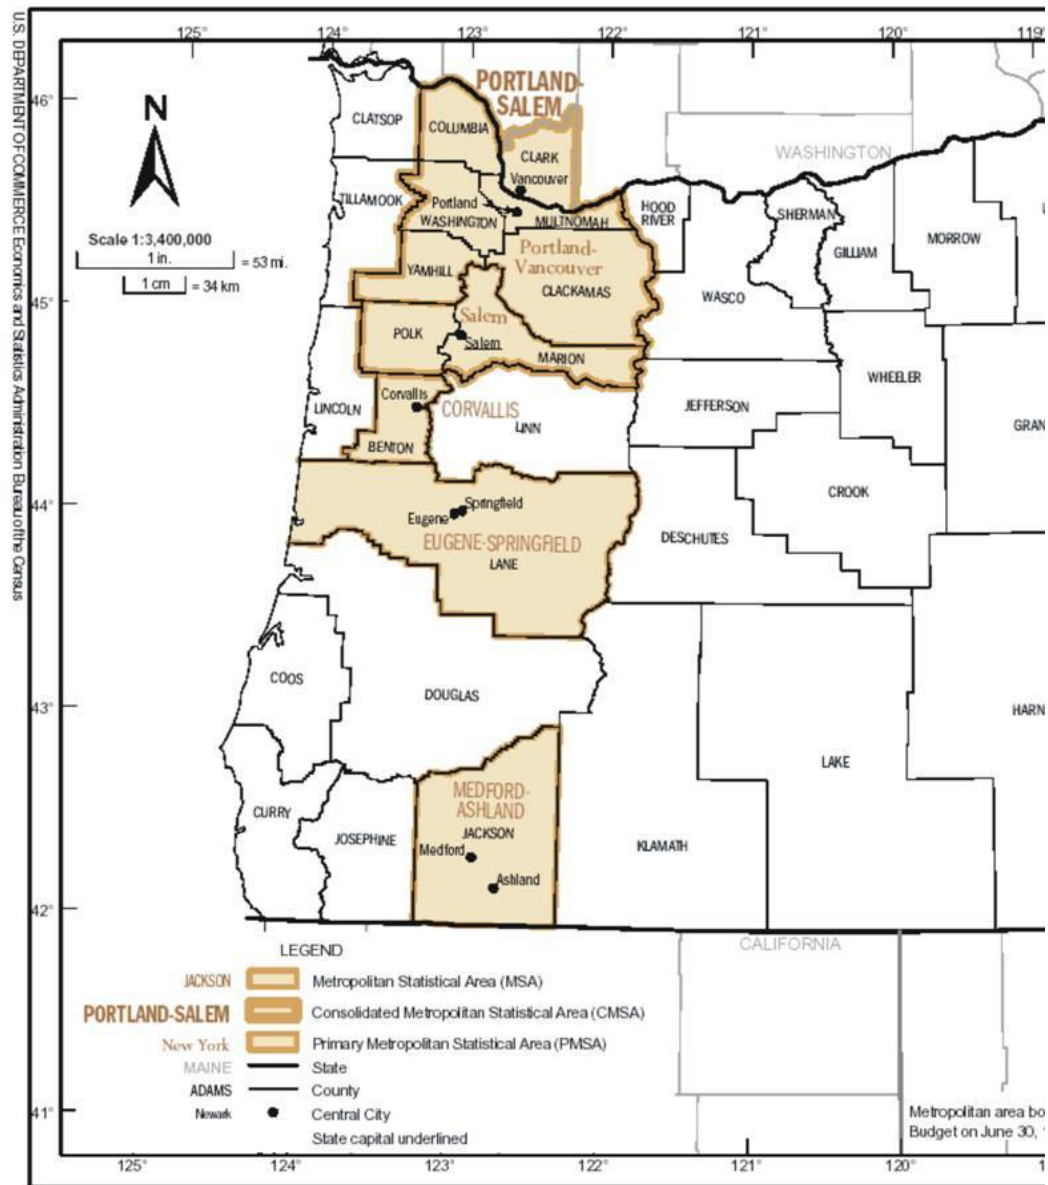 U.S. DEPARTMENT OF COMMERCE Economics and Statistics Administration Bureau of the Census
125°
124°
123°
122°
121°
120°
119°
46°
45°
44°
43°
42°
41°
N
Scale 1:3,400,000
1 in.
= 53 mi.
1 cm
= 34 km
PORTLAND-
SALEM
WASHINGTON
CLATSOP
COLUMBIA
CLARK
Vancouver
TILLAMOOK
Portland
WASHINGTON
MULTNOMAH
HOOD
RIVER
SHERMAN
GILLIAM
MORROW
Portland-
Vancouver
YAMHILL
CLACKAMAS
WASCO
Salem
POLK
Salem
MARION
WHEELER
Corvallis
CORVALLIS
LINCOLN
JEFFERSON
LINN
GRAN
BENTON
CROOK
Springfield
Eugene
EUGENE-SPRINGFIELD
LANE
DESCHUTES
COOS
DOUGLAS
HARN
LAKE
MEDFORD-
ASHLAND
CURRY
JOSEPHINE
JACKSON
KLAMATH
Medford
Ashland
CALIFORNIA
LEGEND
JACKSON Metropolitan Statistical Area (MSA)
PORTLAND-SALEM Consolidated Metropolitan Statistical Area (CMSA)
New York Primary Metropolitan Statistical Area (PMSA)
MAINE State
ADAMS County
Newark Central City
State capital underlined
Metropolitan area bo
Budget on June 30, 1
125°
124°
123°
122°
121°
120°